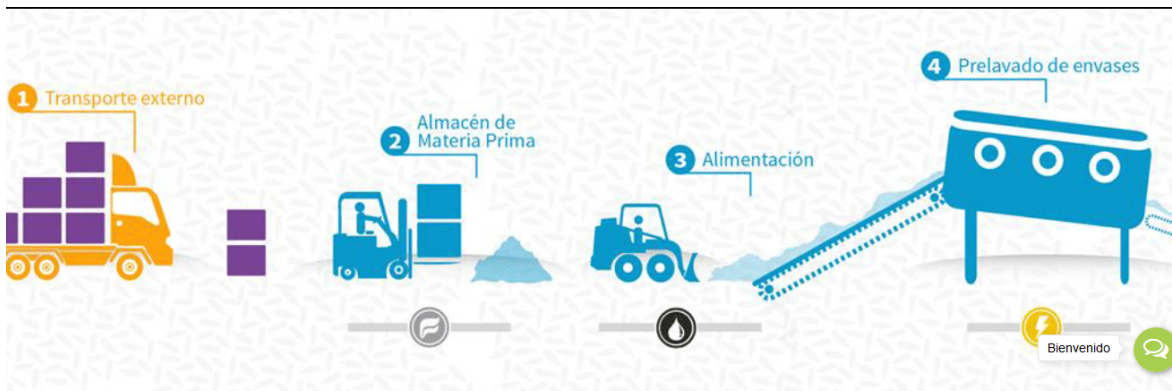 1 Transporte externo
2 Almacén de
Materia Prima
3 Alimentación
4 Prelavado de envases
Bienvenido